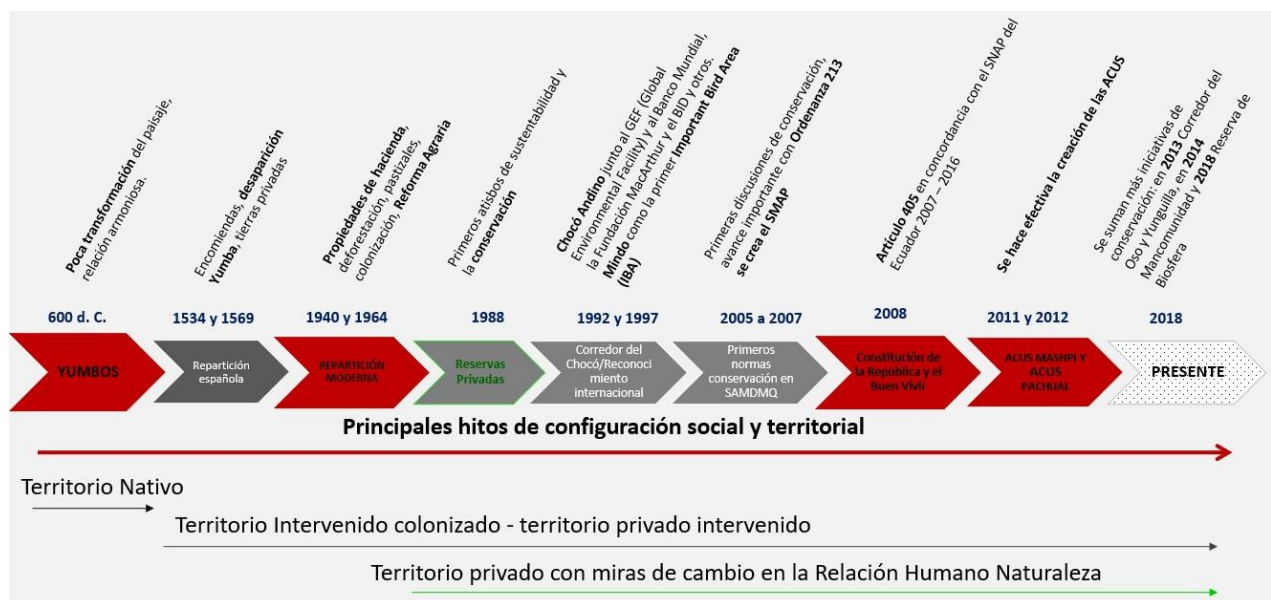 Poca transformación del paisaje,
relación armoniosa.
Encomiendas, desaparición
Yumba, tierras privadas
Propiedades de hacienda,
deforestación, pastizales,
colonización, Reforma Agraria
Primeros atisbos de sustentabilidad y
la conservación
Chocó Andino junto al GEF (Global
Environmental Facility) y al Banco Mundial,
la Fundación MacArthur y el BID y otros.
Mindo como la primer Important Bird Area
(IBA)
Primeras discusiones de conservación,
avance importante con Ordenanza 213
se crea el SMAP
Artículo 405 en concordancia con el SNAP del
Ecuador 2007 – 2016
Se hace efectiva la creación de las ACUS
Se suman más iniciativas de
conservación: en 2013 Corredor del
Oso y Yunguilla, en 2014
Mancomunidad y 2018 Reserva de
Biosfera
600 d. C.
1534 y 1569
1940 y 1964
1988
1992 y 1997
2005 a 2007
2008
2011 y 2012
2018
YUMBOS
Repartición
española
REPARTICIÓN
MODERNA
Reservas
Privadas
Corredor del
Chocó/Reconoci
miento
internacional
Primeros
normas
conservación en
SAMDMQ
Constitución de
la República y el
Buen Vivir
ACUS MASHPI Y
ACUS
PACHIJAL
PRESENTE
Principales hitos de configuración social y territorial
Territorio Nativo
Territorio Intervenido colonizado - territorio privado intervenido
Territorio privado con miras de cambio en la Relación Humano Naturaleza